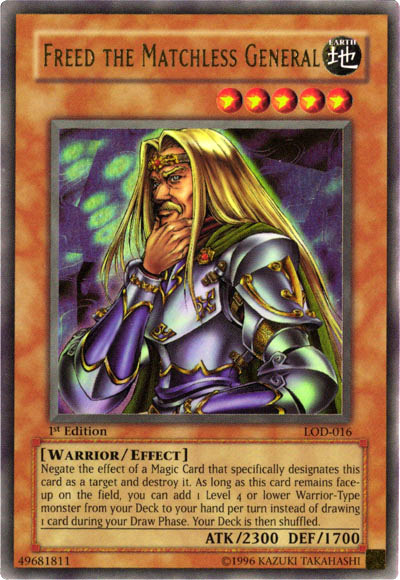 FREED THE MATCHLESS GENERAL
EARTH
地
1st Edition
LOD-016
[WARRIOR/EFFECT]
Negate the effect of a Magic Card that specifically designates this
card as a target and destroy it. As long as this card remains face-
up on the field, you can add 1 Level 4 or lower Warrior-Type
monster from your Deck to your hand per turn instead of drawing
1 card during your Draw Phase. Your Deck is then shuffled.
ATK/2300 DEF/1700
49681811
©1996 KAZUKI TAKAHASHI